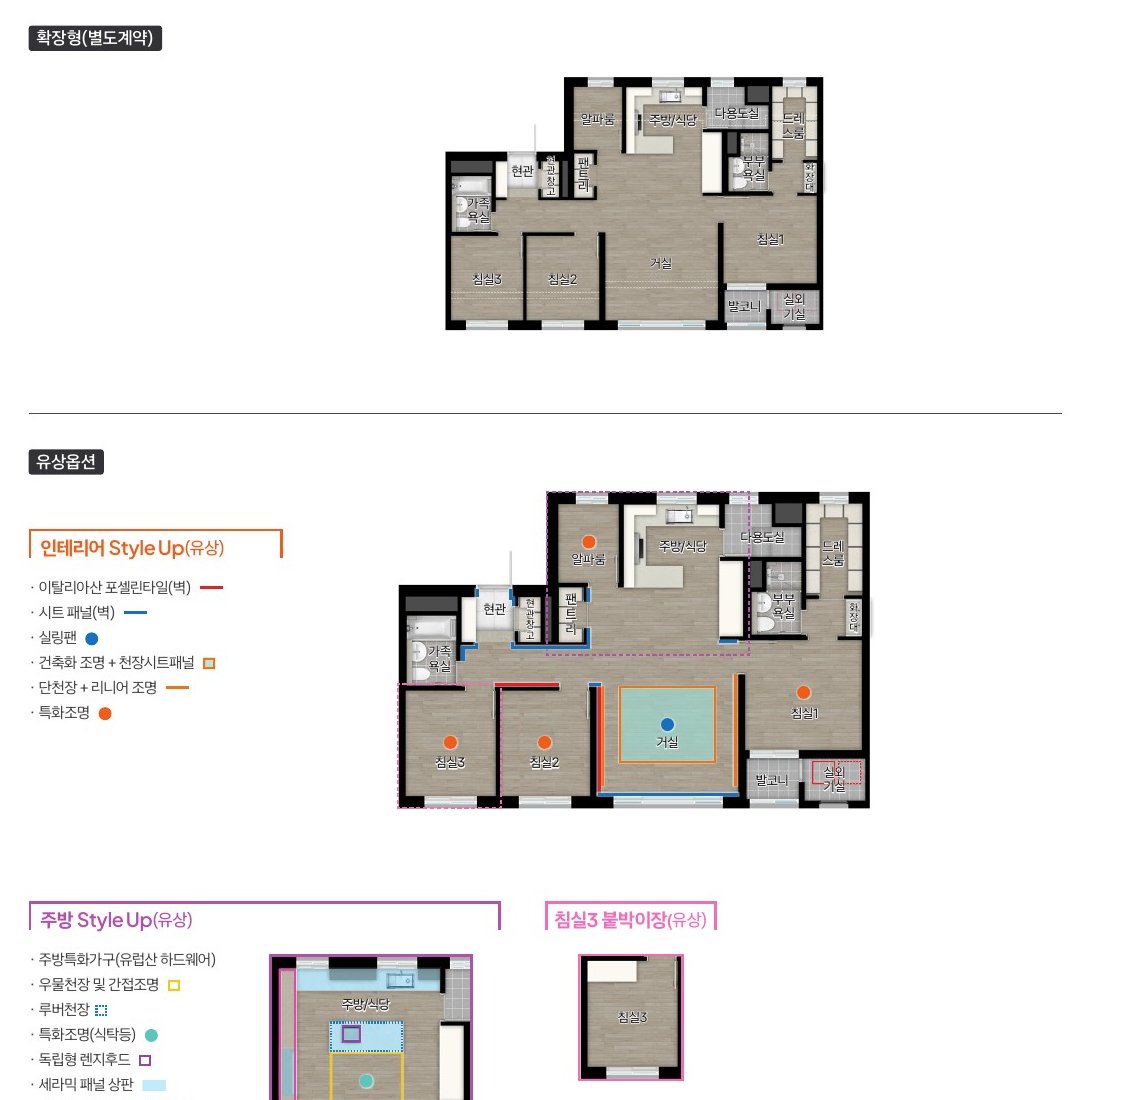 확장형(별도계약)
알파룸
주방/식당
다용도실
드레
스룸
현관
현관창고
팬트리
부부
욕실
화장대
가족
욕실
침실3
침실2
거실
침실1
발코니
실외
기실
유상옵션
인테리어 Style Up(유상)
· 이탈리아산 포셀린타일(벽)
· 시트 패널(벽)
· 실링팬
· 건축화 조명 + 천장시트패널
· 단천장 + 리니어 조명
· 특화조명
알파룸
주방/식당
다용도실
드레
스룸
현관
현관창고
팬트리
부부
욕실
화장대
가족
욕실
침실3
침실2
거실
침실1
발코니
실외
기실
주방 Style Up(유상)
· 주방특화가구(유럽산 하드웨어)
· 우물천장 및 간접조명
· 루버천장
· 특화조명(식탁등)
· 독립형 렌지후드
· 세라믹 패널 상판
주방/식당
침실3 붙박이장(유상)
침실3